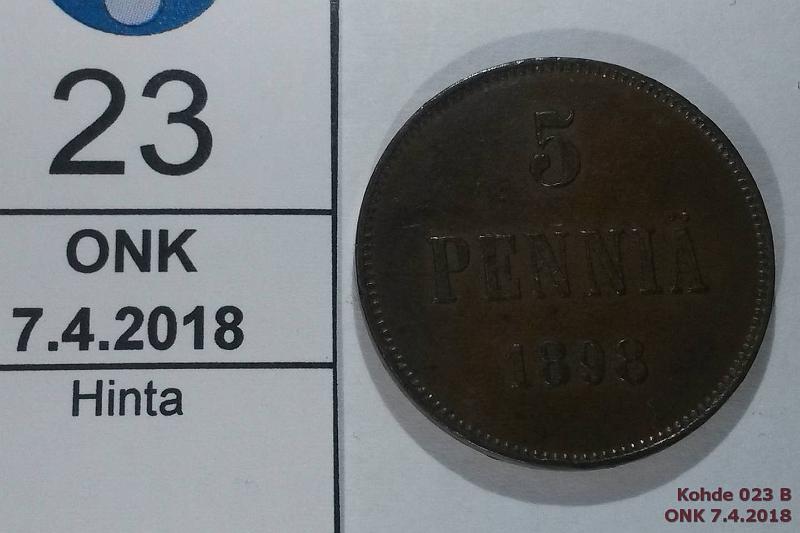 23
ONK
7.4.2018
Hinta
5
PENNIÄ
1898
Kohde 023 B
ONK 7.4.2018